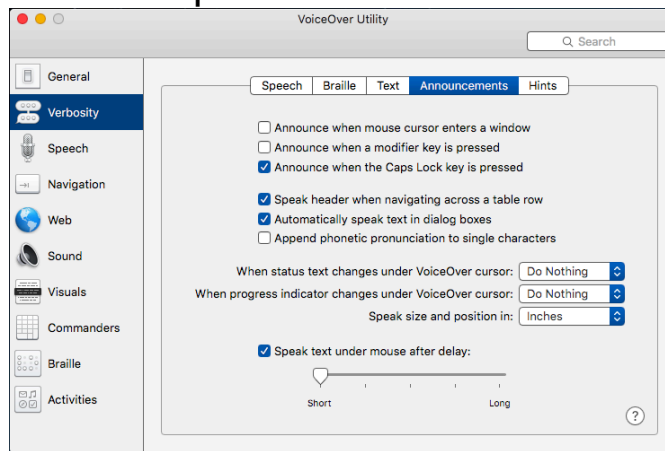 VoiceOver Utility
Search
General
Verbosity
Speech
Navigation
Web
Sound
Visuals
Commanders
Braille
Activities
Speech Braille Text Announcements Hints
Announce when mouse cursor enters a window
Announce when a modifier key is pressed
Announce when the Caps Lock key is pressed
Speak header when navigating across a table row
Automatically speak text in dialog boxes
Append phonetic pronunciation to single characters
When status text changes under VoiceOver cursor: Do Nothing
When progress indicator changes under VoiceOver cursor: Do Nothing
Speak size and position in: Inches
Speak text under mouse after delay:
Short Long
?